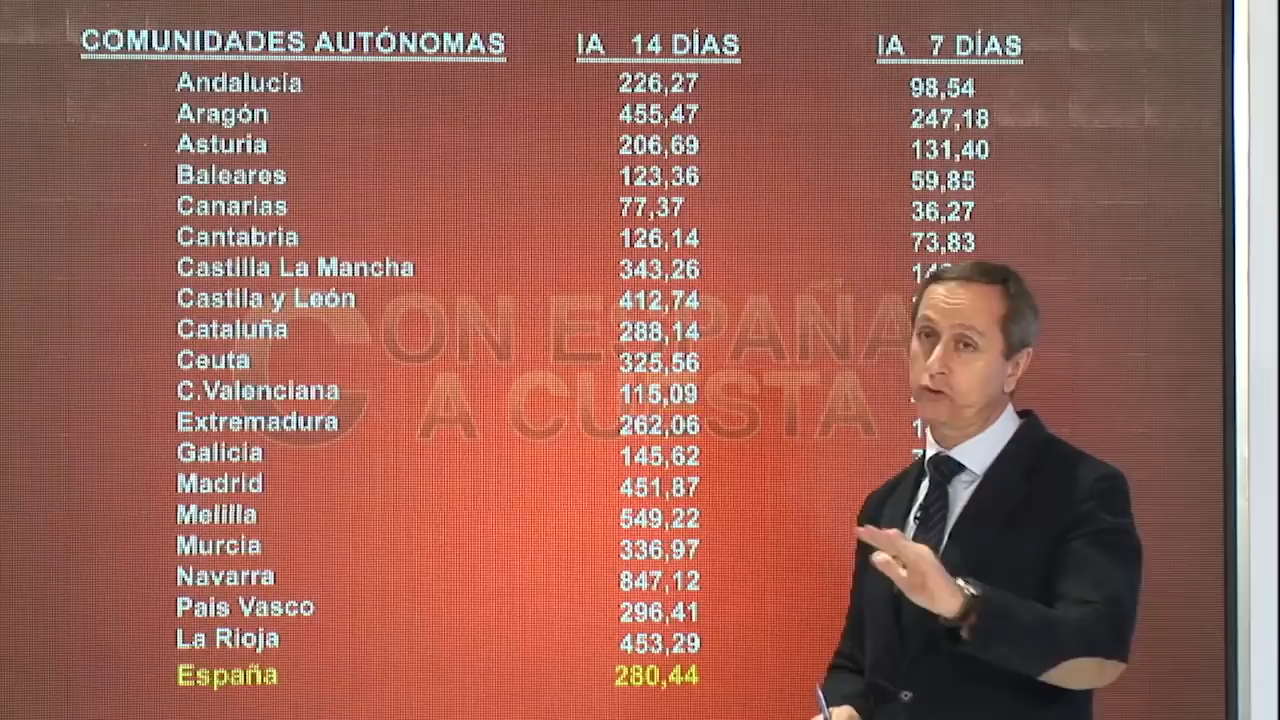 COMUNIDADES AUTÓNOMAS IA 14 DÍAS IA 7 DÍAS
Andalucia 226,27 98,54
Aragón 455,47 247,18
Asturia 206,69 131,40
Baleares 123,36 59,85
Canarias 77,37 36,27
Cantabria 126,14 73,83
Castilla La Mancha 343,26
Castilla y León 412,74
Cataluña 288,14
Ceuta 325,56
C.Valenciana 115,09
Extremadura 262,06
Galicia 145,62
Madrid 451,87
Melilla 549,22
Murcia 336,97
Navarra 847,12
Pais Vasco 296,41
La Rioja 453,29
España 280,44
CON ESPAÑA
A CUESTA